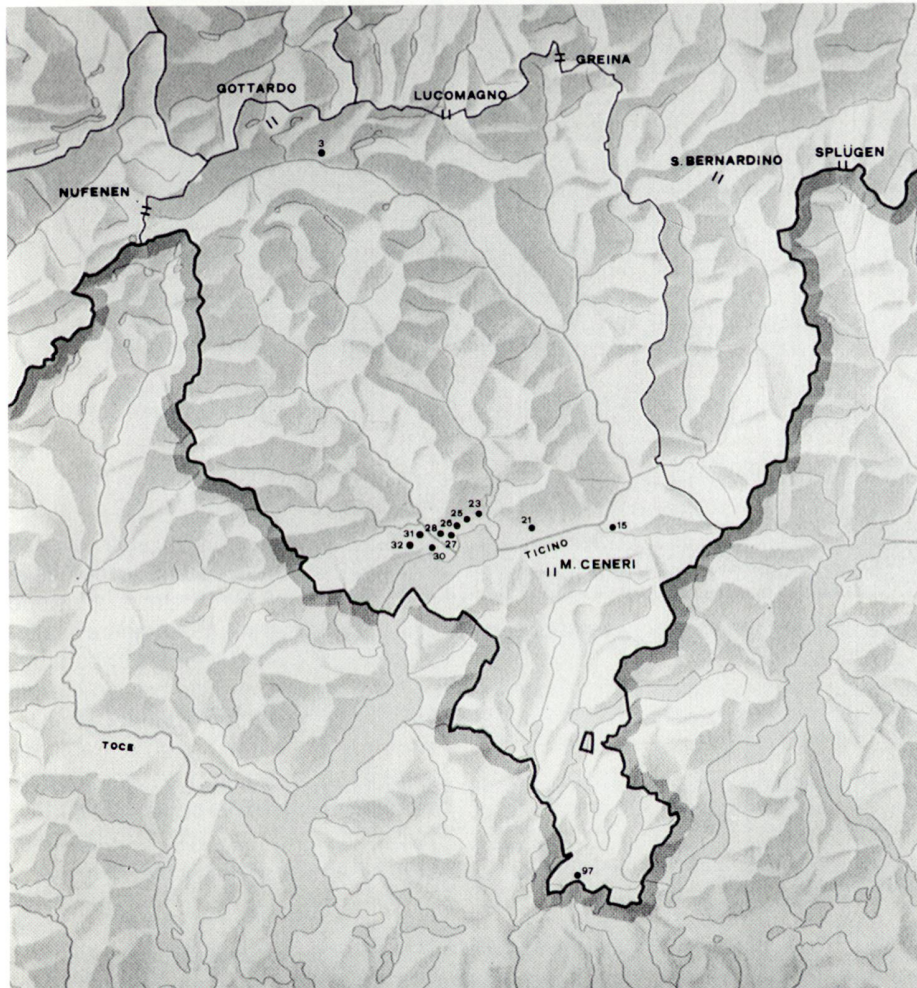 GREINA
GOTTARDO
LUCOMAGNO
3
S. BERNARDINO
SPLÜGEN
NUFENEN
23
25
26
28
21
15
31
32
27
30
TICINO
M. CENERI
TOCE
97